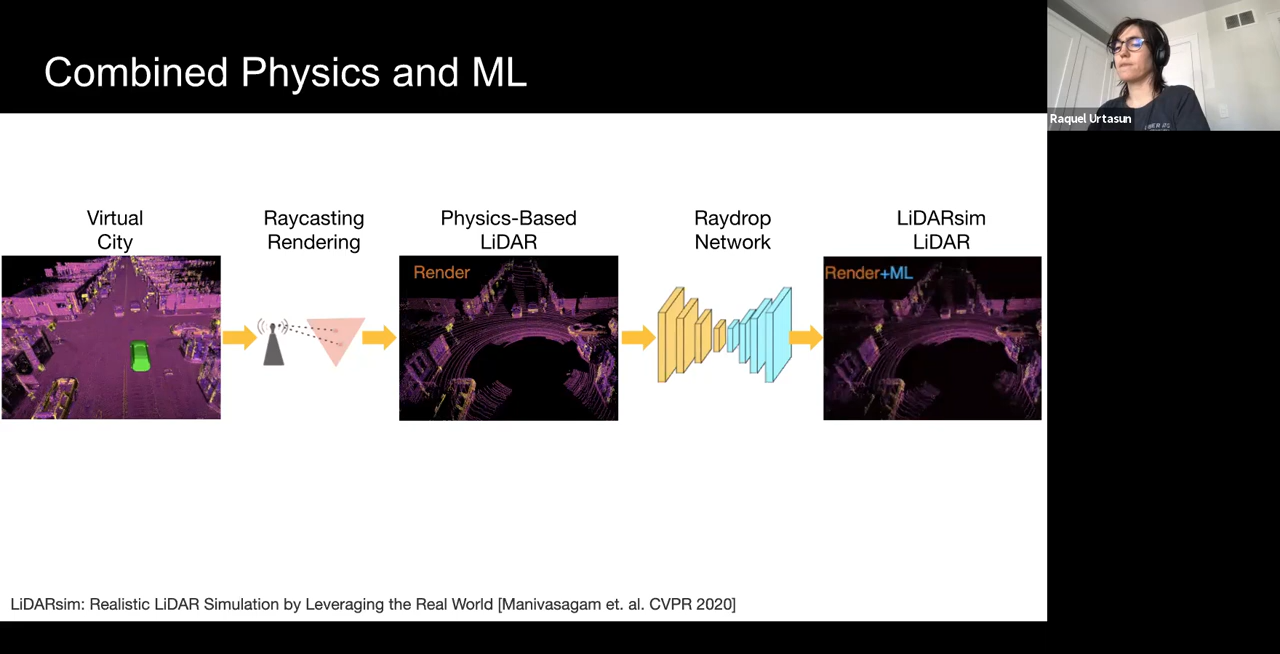 Combined Physics and ML
Raquel Urtasun
Virtual
City
Raycasting
Rendering
Physics-Based
LiDAR
Raydrop
Network
LiDARsim
LiDAR
Render
Render+ML
LiDARsim: Realistic LiDAR Simulation by Leveraging the Real World [Manivasagam et. al. CVPR 2020]